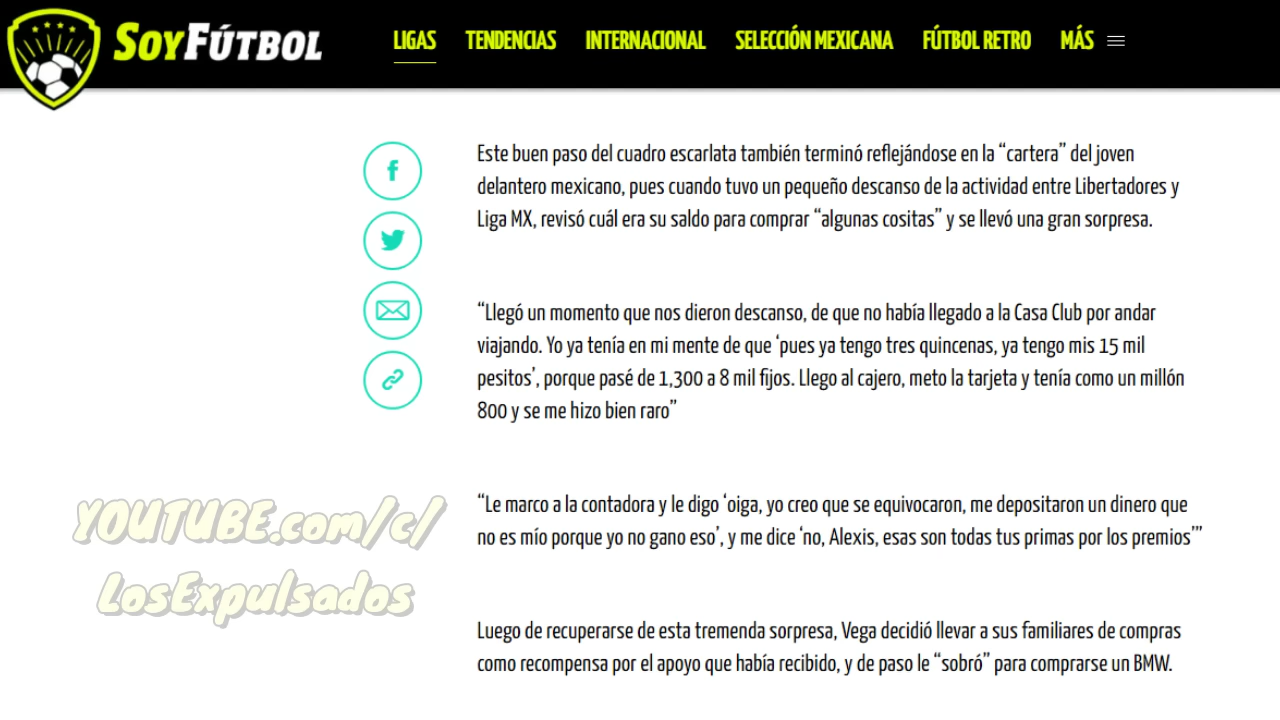 SOYFÚTBOL
LIGAS TENDENCIAS INTERNACIONAL SELECCIÓN MEXICANA FÚTBOL RETRO MÁS
Este buen paso del cuadro escarlata también terminó reflejándose en la “cartera” del joven
delantero mexicano, pues cuando tuvo un pequeño descanso de la actividad entre Libertadores y
Liga MX, revisó cuál era su saldo para comprar “algunas cositas” y se llevó una gran sorpresa.
“Llegó un momento que nos dieron descanso, de que no había llegado a la Casa Club por andar
viajando. Yo ya tenía en mi mente de que ‘pues ya tengo tres quincenas, ya tengo mis 15 mil
pesitos’, porque pasé de 1,300 a 8 mil fijos. Llego al cajero, meto la tarjeta y tenía como un millón
800 y se me hizo bien raro”
“Le marco a la contadora y le digo ‘oiga, yo creo que se equivocaron, me depositaron un dinero que
no es mío porque yo no gano eso’, y me dice ‘no, Alexis, esas son todas tus primas por los premios’”
YOUTUBE.com/c/
LosExpulsados
Luego de recuperarse de esta tremenda sorpresa, Vega decidió llevar a sus familiares de compras
como recompensa por el apoyo que había recibido, y de paso le “sobró” para comprarse un BMW.